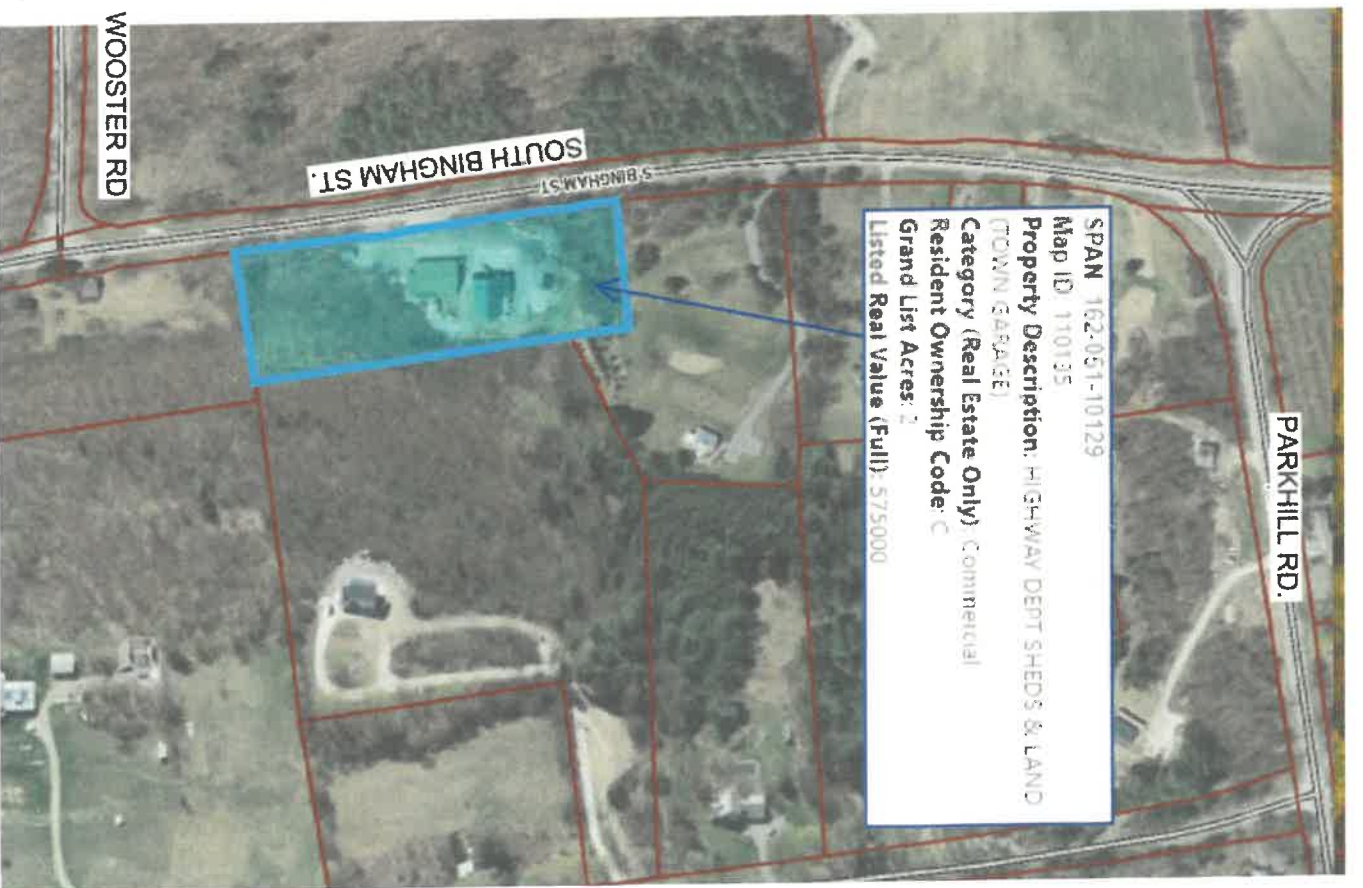 WOOSTER RD
SOUTH BINGHAM ST.
S BINGHAM ST
PARKHILL RD.
SPAN 162-051-10129
Map ID: 110135
Property Description: HIGHWAY DEPT SHEDS & LAND
(TOWN GARAGE)
Category (Real Estate Only): Commercial
Resident Ownership Code: C
Grand List Acres: 2
Listed Real Value (Full): 575000